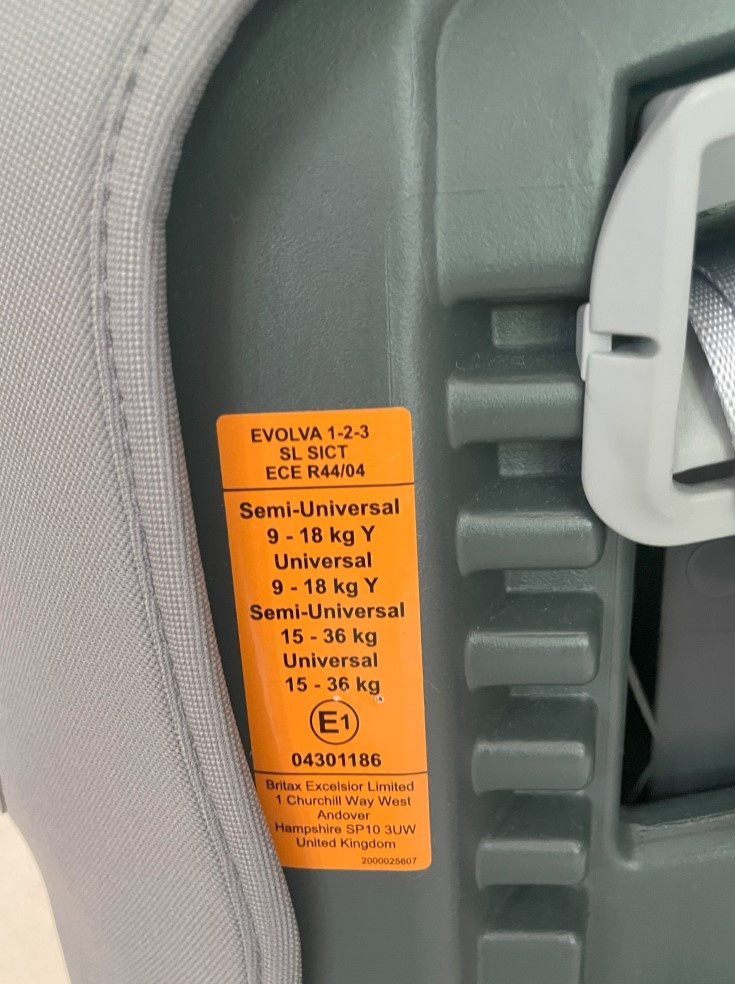 EVOLVA 1-2-3
SL SICT
ECE R44/04
Semi-Universal
9 - 18 kg Y
Universal
9 - 18 kg Y
Semi-Universal
15 - 36 kg
Universal
15 - 36 kg
E1
04301186
Britax Excelsior Limited
1 Churchill Way West
Andover
Hampshire SP10 3UW
United Kingdom
2000025607